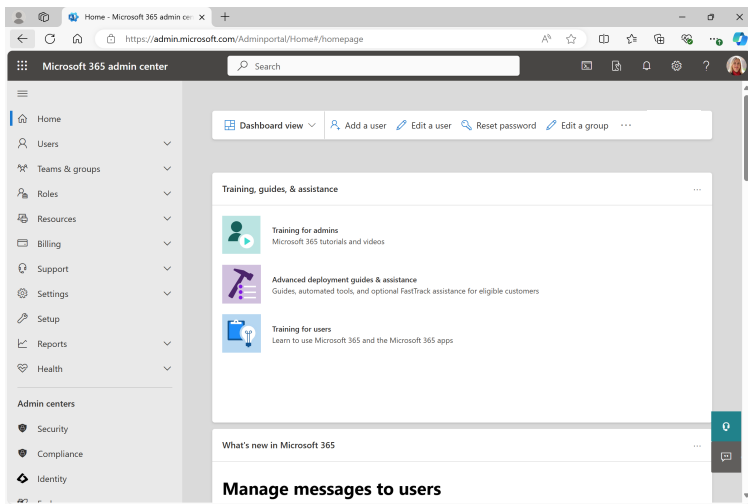 Home - Microsoft 365 admin cen
https://admin.microsoft.com/Adminportal/Home#/homepage
Microsoft 365 admin center
Search
Home
Users
Teams & groups
Roles
Resources
Billing
Support
Settings
Setup
Reports
Health
Admin centers
Security
Compliance
Identity
Dashboard view
Add a user
Edit a user
Reset password
Edit a group
Training, guides, & assistance
Training for admins
Microsoft 365 tutorials and videos
Advanced deployment guides & assistance
Guides, automated tools, and optional FastTrack assistance for eligible customers
Training for users
Learn to use Microsoft 365 and the Microsoft 365 apps
What's new in Microsoft 365
Manage messages to users